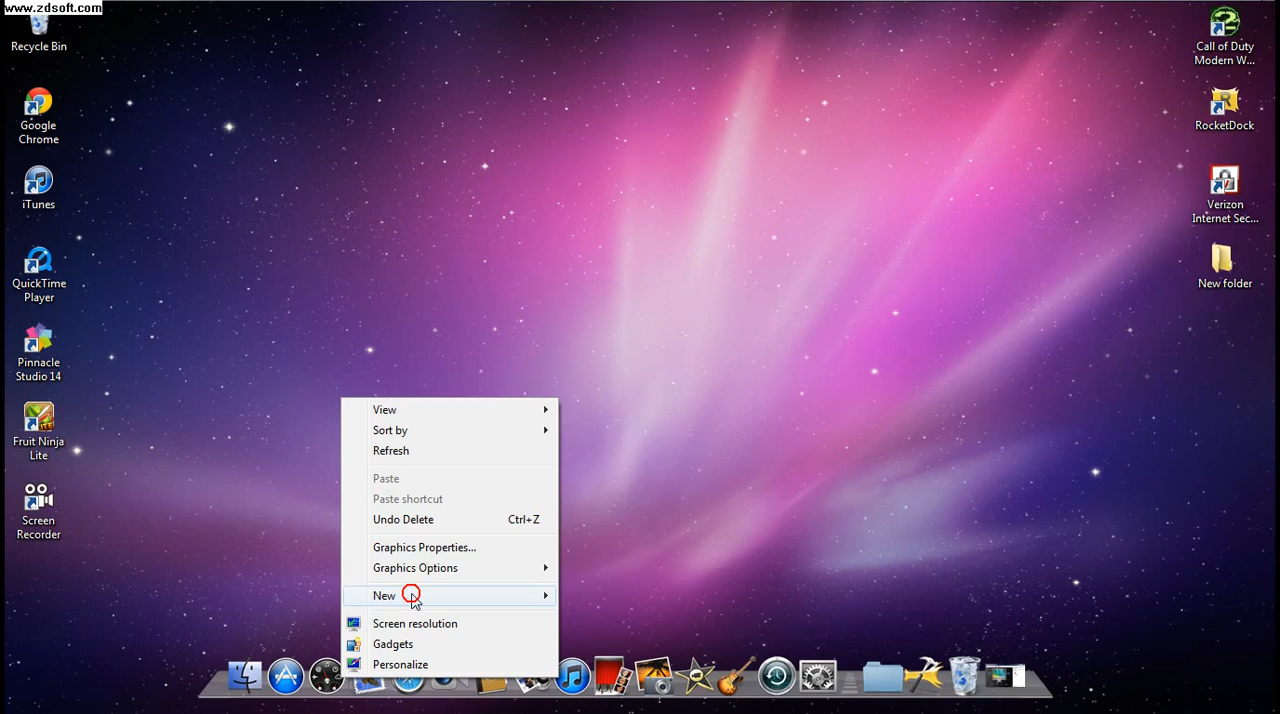 www.zdsoft.com
Recycle Bin
Google
Chrome
iTunes
QuickTime
Player
Pinnacle
Studio 14
Fruit Ninja
Lite
Screen
Recorder
View
Sort by
Refresh
Paste
Paste shortcut
Undo Delete Ctrl+Z
Graphics Properties...
Graphics Options
New
Screen resolution
Gadgets
Personalize
Call of Duty
Modern W...
RocketDock
Verizon
Internet Sec...
New folder